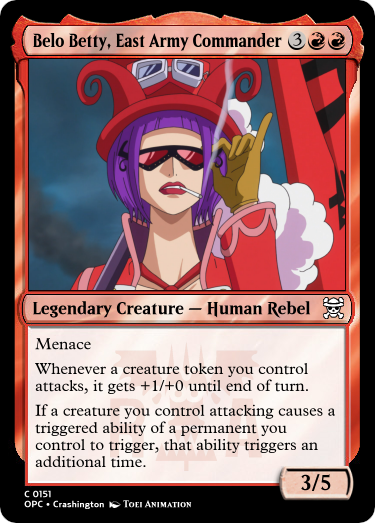 Belo Betty, East Army Commander 3
Legendary Creature — Human Rebel
Menace
Whenever a creature token you control
attacks, it gets +1/+0 until end of turn.
If a creature you control attacking causes a
triggered ability of a permanent you
control to trigger, that ability triggers an
additional time.
3/5
C 0151
OPC • Crashington TOEI ANIMATION